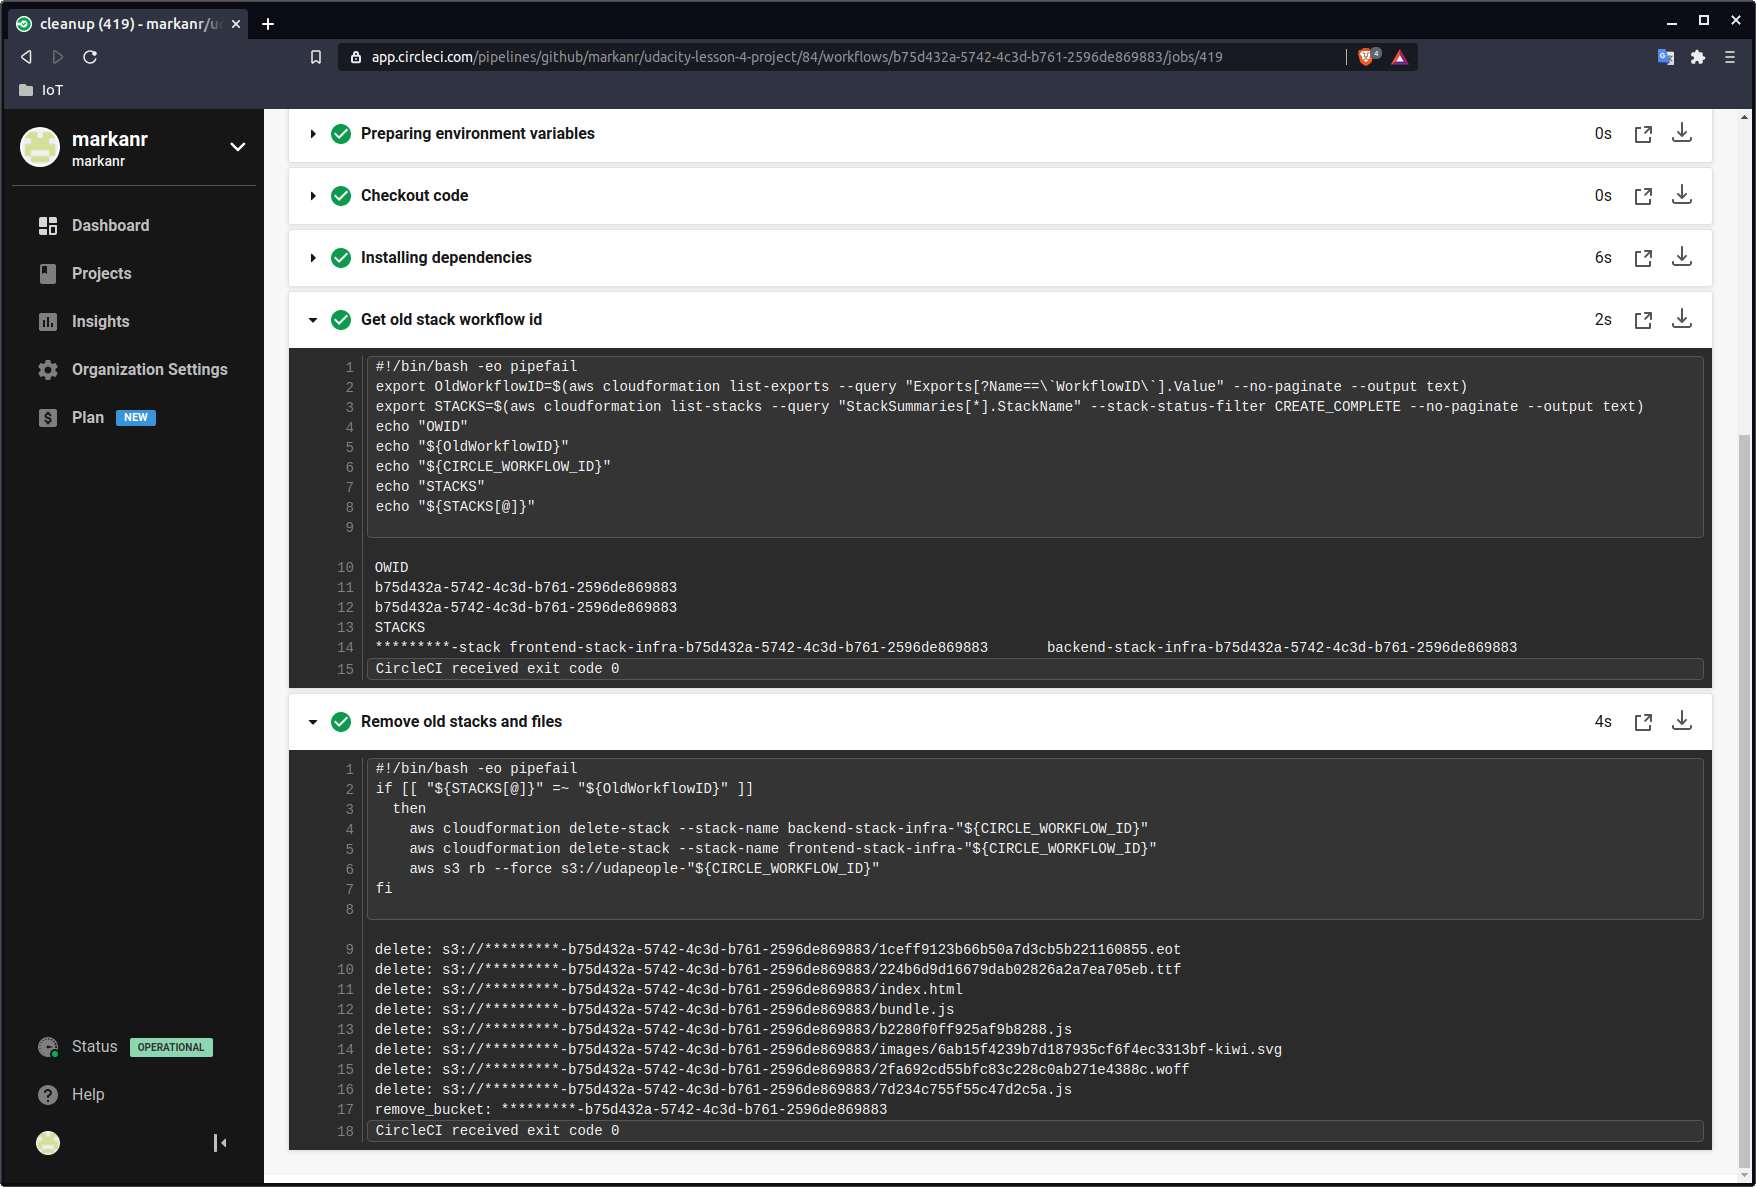 cleanup (419) - markanr/u
app.circleci.com/pipelines/github/markanr/udacity-lesson-4-project/84/workflows/b75d432a-5742-4c3d-b761-2596de869883/jobs/419
4
IoT
markanr
markanr
Dashboard
Projects
Insights
Organization Settings
Plan NEW
Status OPERATIONAL
Help
Preparing environment variables 0s
Checkout code 0s
Installing dependencies 6s
Get old stack workflow id 2s
1 #!/bin/bash -eo pipefail
2 export OldWorkflowID=$(aws cloudformation list-exports --query "Exports[?Name==\`WorkflowID\`].Value" --no-paginate --output text)
3 export STACKS=$(aws cloudformation list-stacks --query "StackSummaries[*].StackName" --stack-status-filter CREATE_COMPLETE --no-paginate --output text)
4 echo "OWID"
5 echo "${OldWorkflowID}"
6 echo "${CIRCLE_WORKFLOW_ID}"
7 echo "STACKS"
8 echo "${STACKS[@]}"
9
10 OWID
11 b75d432a-5742-4c3d-b761-2596de869883
12 b75d432a-5742-4c3d-b761-2596de869883
13 STACKS
14 *********-stack frontend-stack-infra-b75d432a-5742-4c3d-b761-2596de869883 backend-stack-infra-b75d432a-5742-4c3d-b761-2596de869883
15 CircleCI received exit code 0
Remove old stacks and files 4s
1 #!/bin/bash -eo pipefail
2 if [[ "${STACKS[@]}" =~ "${OldWorkflowID}" ]]
3 then
4 aws cloudformation delete-stack --stack-name backend-stack-infra-"${CIRCLE_WORKFLOW_ID}"
5 aws cloudformation delete-stack --stack-name frontend-stack-infra-"${CIRCLE_WORKFLOW_ID}"
6 aws s3 rb --force s3://udapeople-"${CIRCLE_WORKFLOW_ID}"
7 fi
8
9 delete: s3://*********-b75d432a-5742-4c3d-b761-2596de869883/1ceff9123b66b50a7d3cb5b221160855.eot
10 delete: s3://*********-b75d432a-5742-4c3d-b761-2596de869883/224b6d9d16679dab02826a2a7ea705eb.ttf
11 delete: s3://*********-b75d432a-5742-4c3d-b761-2596de869883/index.html
12 delete: s3://*********-b75d432a-5742-4c3d-b761-2596de869883/bundle.js
13 delete: s3://*********-b75d432a-5742-4c3d-b761-2596de869883/b2280f0ff925af9b8288.js
14 delete: s3://*********-b75d432a-5742-4c3d-b761-2596de869883/images/6ab15f4239b7d187935cf6f4ec3313bf-kiwi.svg
15 delete: s3://*********-b75d432a-5742-4c3d-b761-2596de869883/2fa692cd55bfc83c228c0ab271e4388c.woff
16 delete: s3://*********-b75d432a-5742-4c3d-b761-2596de869883/7d234c755f55c47d2c5a.js
17 remove_bucket: *********-b75d432a-5742-4c3d-b761-2596de869883
18 CircleCI received exit code 0